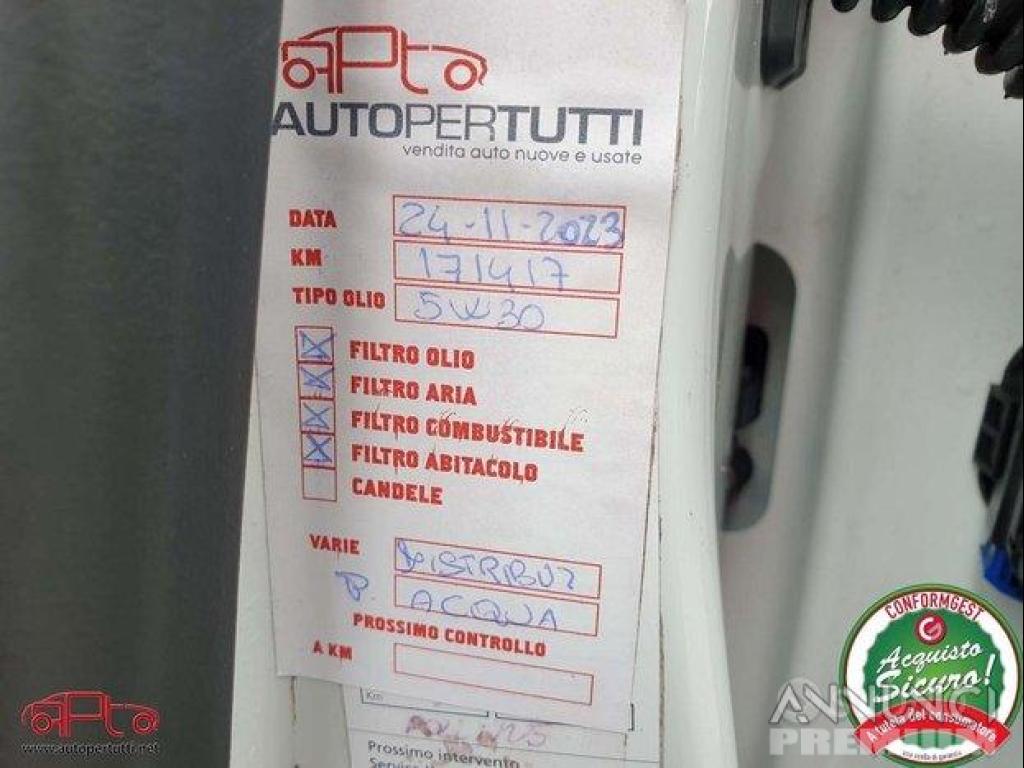 APto
AUTOPERTUTTI
vendita auto nuove e usate
DATA 24-11-2023
KM 171417
TIPO OLIO 5W30
FILTRO OLIO
FILTRO ARIA
FILTRO COMBUSTIBILE
FILTRO ABITACOLO
CANDELE
VARIE DISTRIBUZ
P. ACQUA
PROSSIMO CONTROLLO
A KM
Km
Prossimo intervento
APto
www.autopertutti.net
CONFORMGEST
Acquisto
Sicuro!
A tutela del consumatore
ANNUNCI
PREMIUM